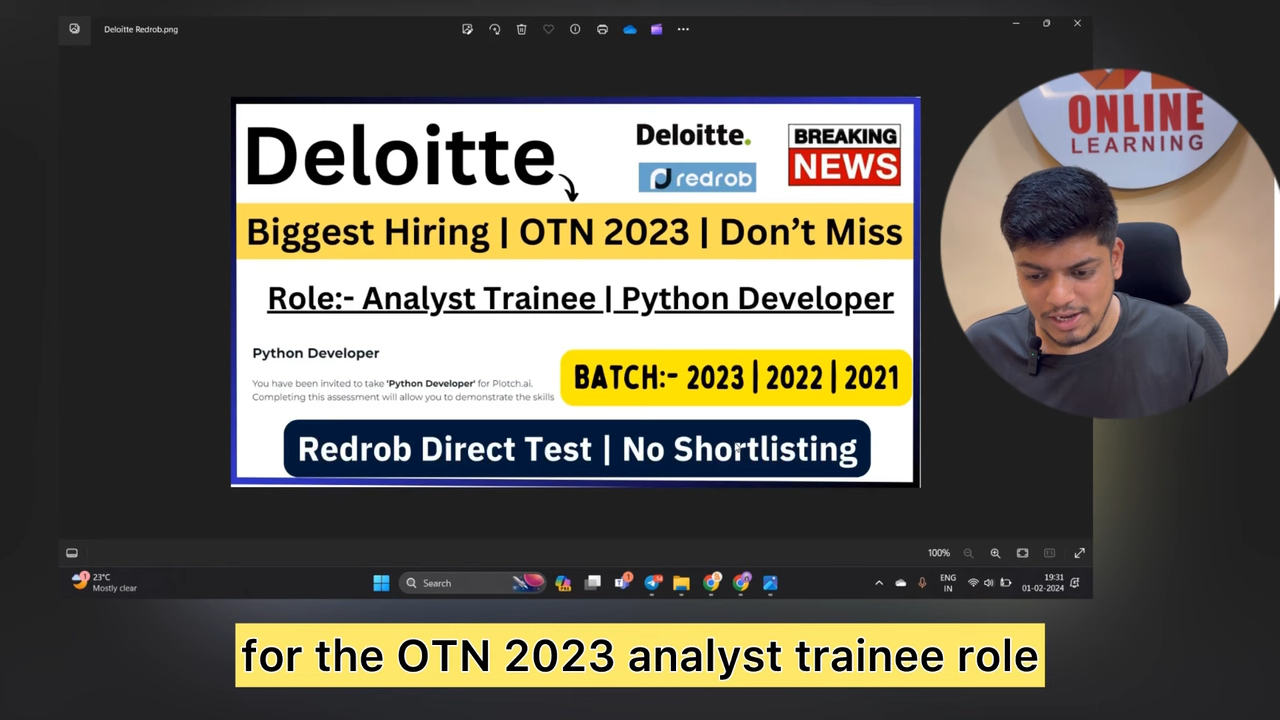 Deloitte Redrob.png
ONLINE
LEARNING
Deloitte
Deloitte.
redrob
BREAKING
NEWS
Biggest Hiring | OTN 2023 | Don’t Miss
Role:- Analyst Trainee | Python Developer
Python Developer
You have been invited to take 'Python Developer' for Plotch.ai.
Completing this assessment will allow you to demonstrate the skills
BATCH:- 2023 | 2022 | 2021
Redrob Direct Test | No Shortlisting
100%
23°C
Mostly clear
Search
ENG
IN
19:31
01-02-2024
for the OTN 2023 analyst trainee role